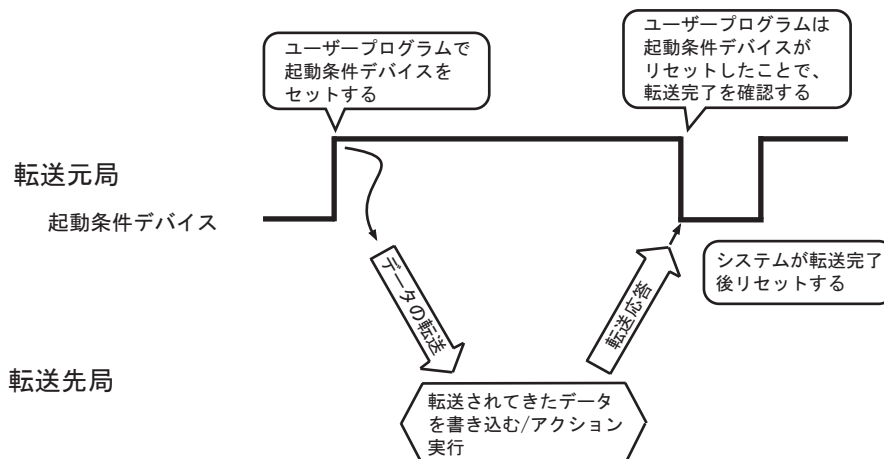 ユーザープログラムで
起動条件デバイスを
セットする
ユーザープログラムは
起動条件デバイスが
リセットしたことで、
転送完了を確認する
転送元局
起動条件デバイス
システムが転送完了
後リセットする
データの転送
転送応答
転送先局
転送されてきたデータ
を書き込む/アクション
実行